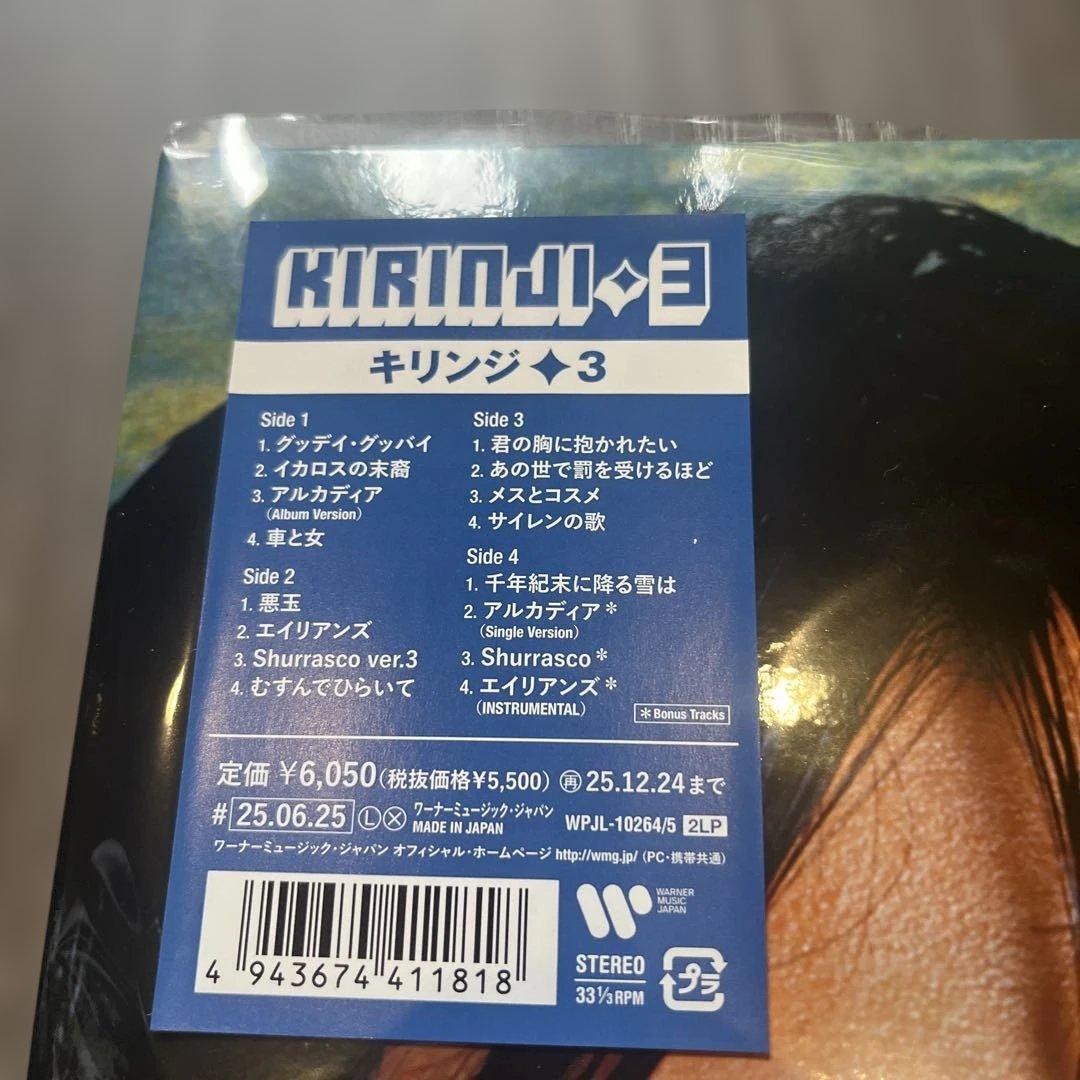 KIRINJI✦3
キリンジ✦3
Side 1
1. グッデイ・グッバイ
2. イカロスの末裔
3. アルカディア
(Album Version)
4. 車と女
Side 2
1. 悪玉
2. エイリアンズ
3. Shurrasco ver.3
4. むすんでひらいて
Side 3
1. 君の胸に抱かれたい
2. あの世で罰を受けるほど
3. メスとコスメ
4. サイレンの歌
Side 4
1. 千年紀末に降る雪は
2. アルカディア*
(Single Version)
3. Shurrasco*
4. エイリアンズ*
(INSTRUMENTAL)
*Bonus Tracks
定価 ¥6,050(税抜価格¥5,500) 再 25.12.24まで
# 25.06.25 Ⓛ ⓧ ワーナーミュージック・ジャパン
MADE IN JAPAN WPJL-10264/5 2LP
ワーナーミュージック・ジャパン オフィシャル・ホームページ http://wmg.jp/ (PC・携帯共通)
4 943674 411818
WARNER
MUSIC
JAPAN
STEREO
33⅓RPM
プラ